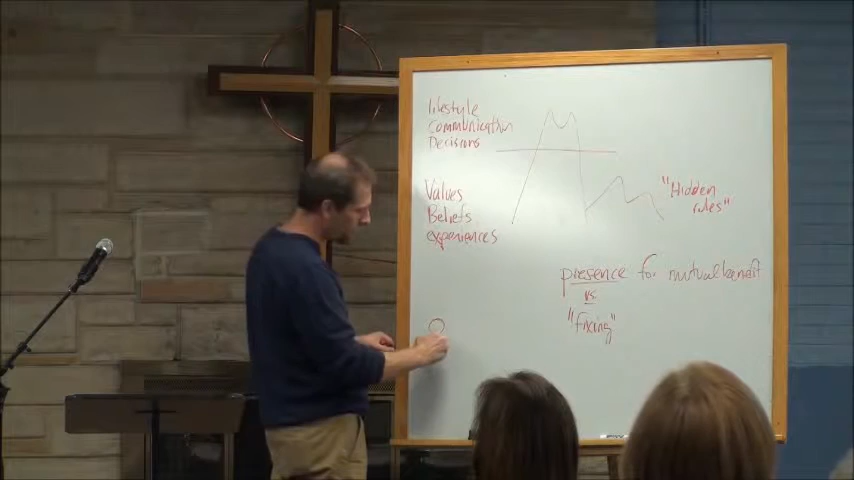 lifestyle
Communication
Decisions
Values
Beliefs
experiences
"Hidden
rules"
presence for mutual benefit
vs.
"fixing"